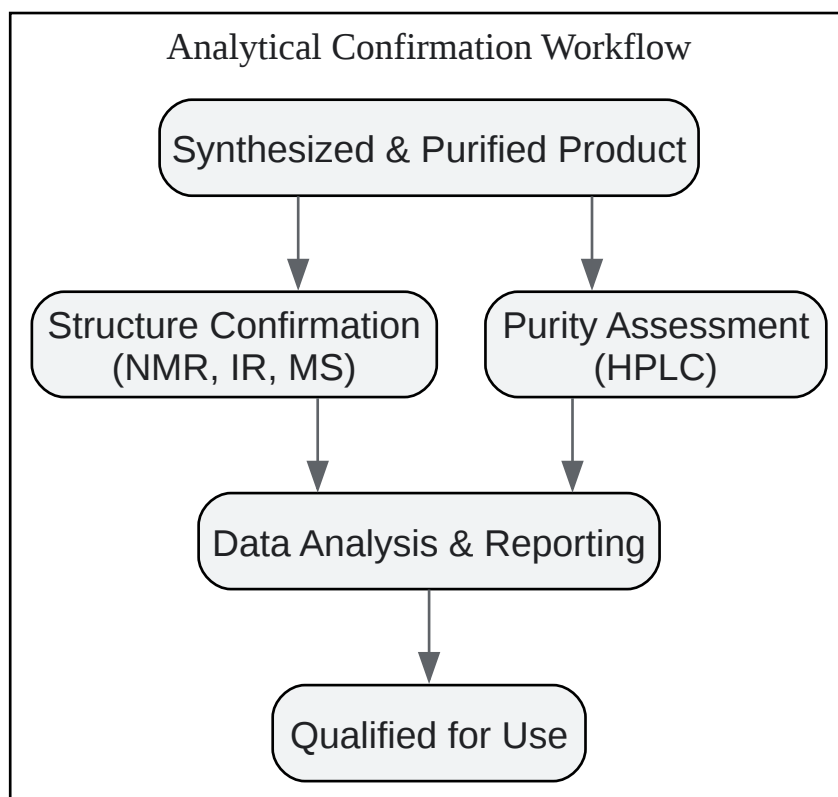 Analytical Confirmation Workflow
Synthesized & Purified Product
Structure Confirmation
(NMR, IR, MS)
Purity Assessment
(HPLC)
Data Analysis & Reporting
Qualified for Use